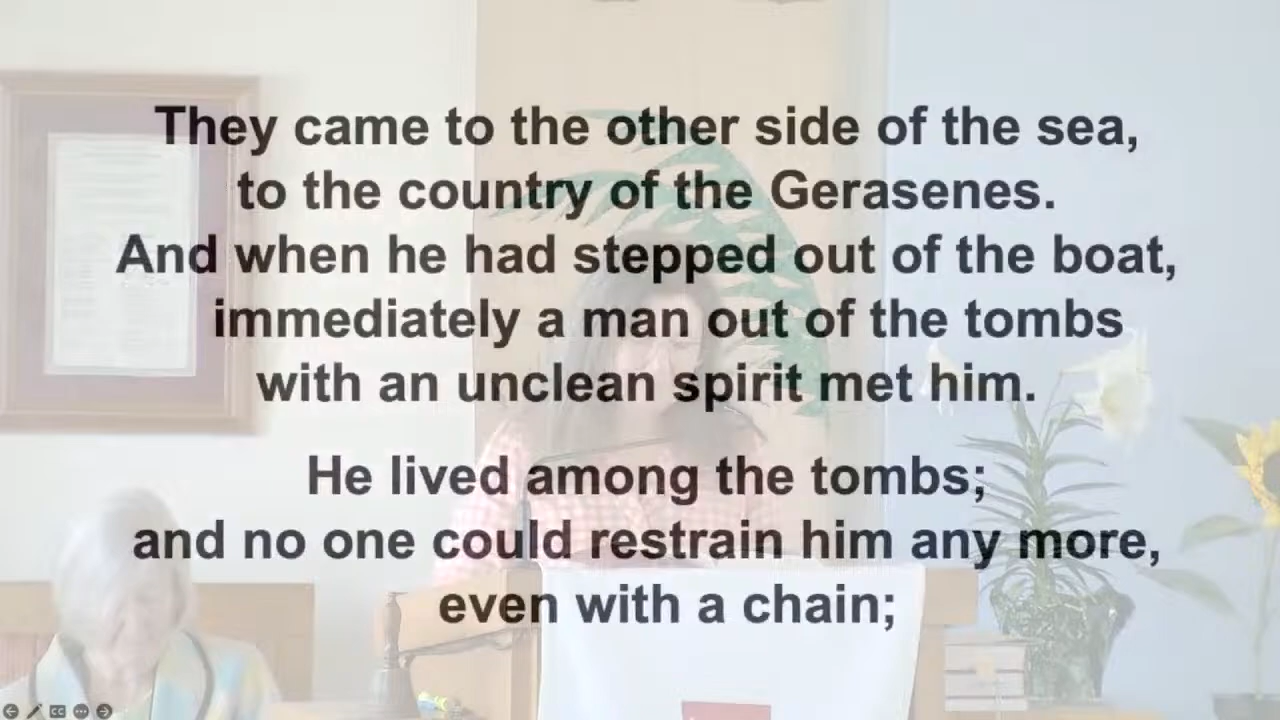 They came to the other side of the sea,
to the country of the Gerasenes.
And when he had stepped out of the boat,
immediately a man out of the tombs
with an unclean spirit met him.
He lived among the tombs;
and no one could restrain him any more,
even with a chain;